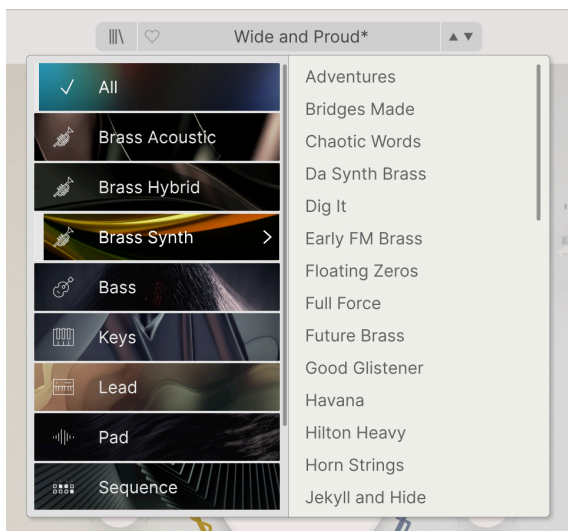 Wide and Proud*
All
Brass Acoustic
Brass Hybrid
Brass Synth
Bass
Keys
Lead
Pad
Sequence
Adventures
Bridges Made
Chaotic Words
Da Synth Brass
Dig It
Early FM Brass
Floating Zeros
Full Force
Future Brass
Good Glistener
Havana
Hilton Heavy
Horn Strings
Jekyll and Hide